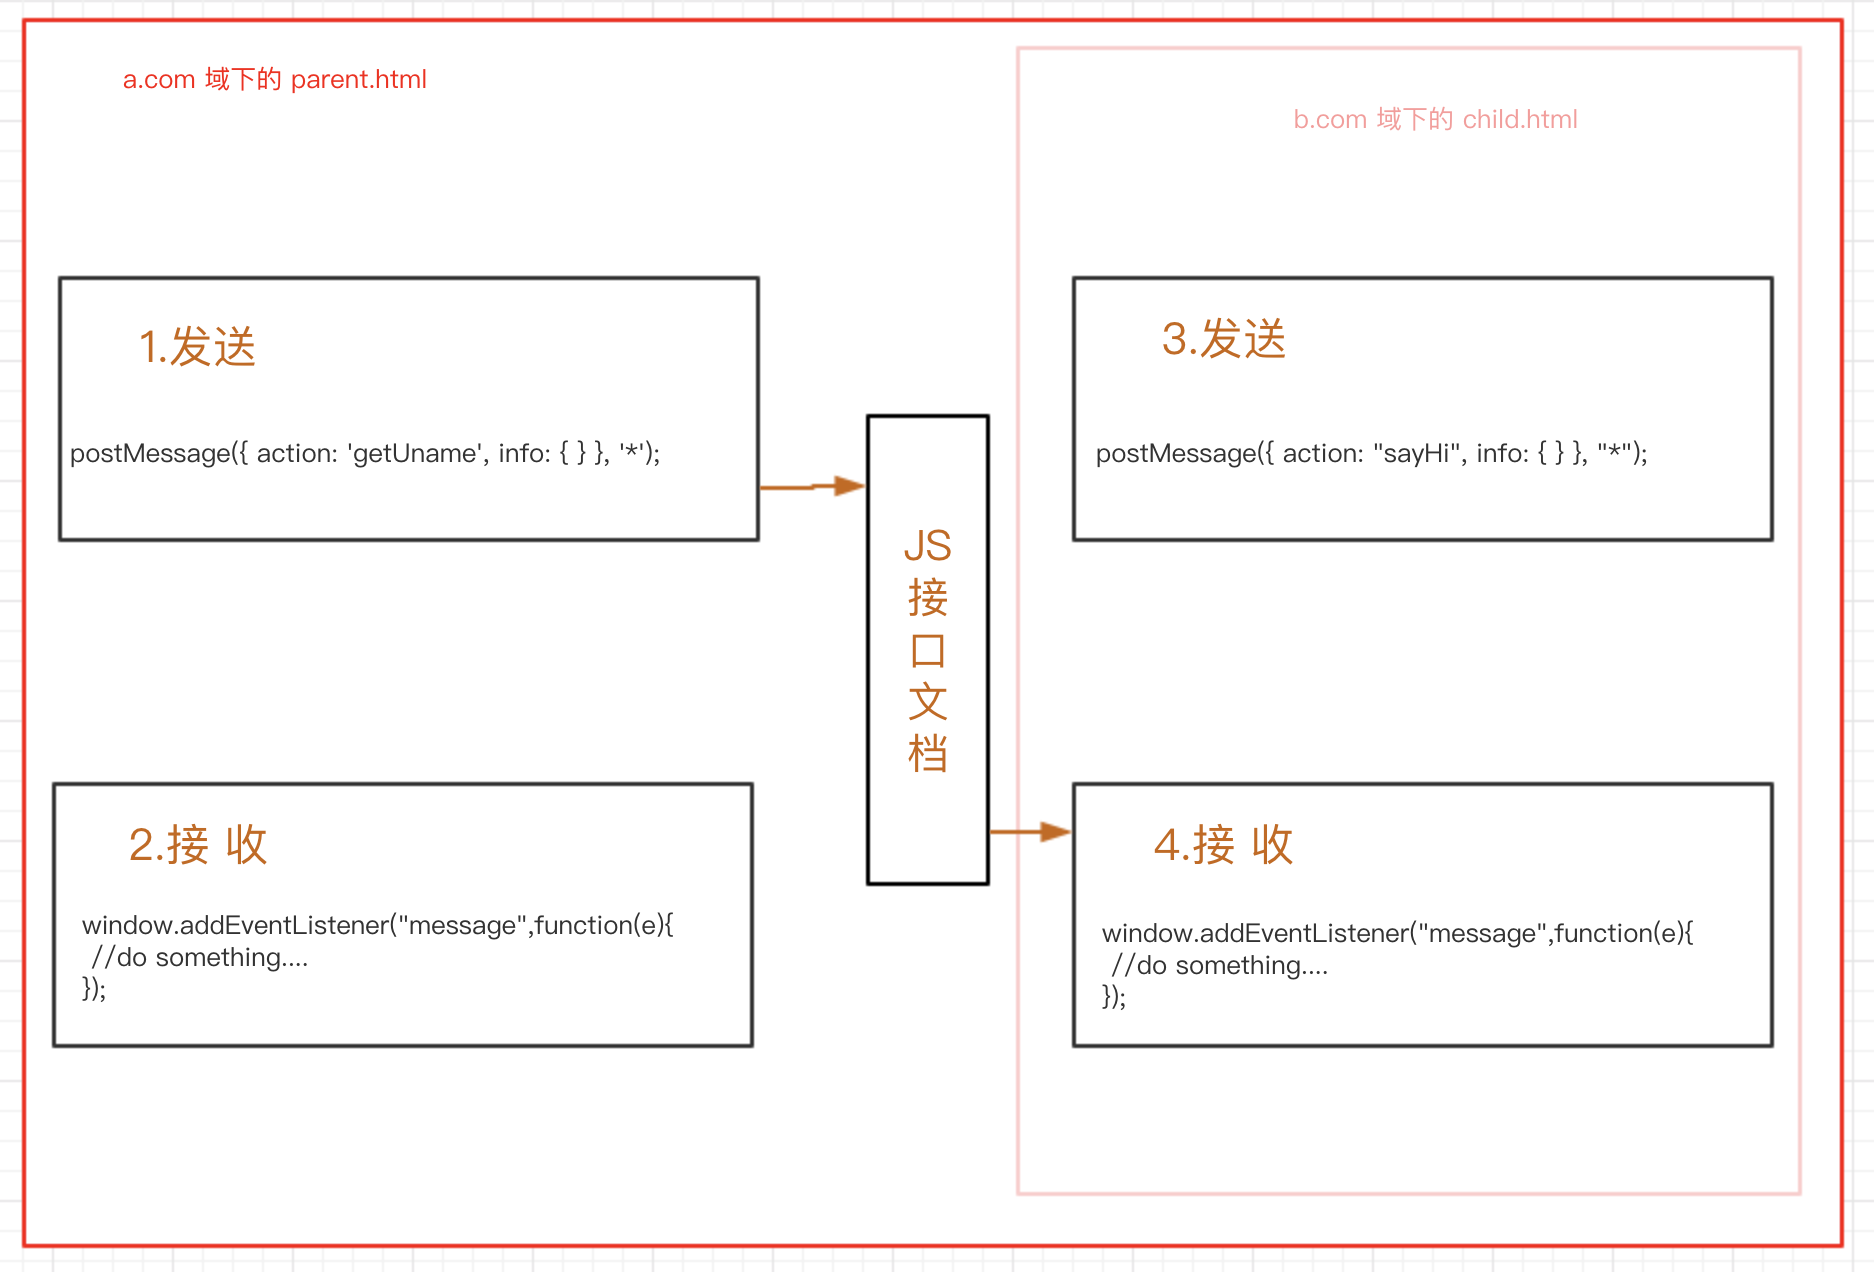 a.com 域下的 parent.html
b.com 域下的 child.html
1.发送
postMessage({ action: 'getUname', info: { } }, '*');
3.发送
postMessage({ action: "sayHi", info: { } }, "*");
JS
接
口
文
档
2.接 收
window.addEventListener("message",function(e){
//do something....
});
4.接 收
window.addEventListener("message",function(e){
//do something....
});